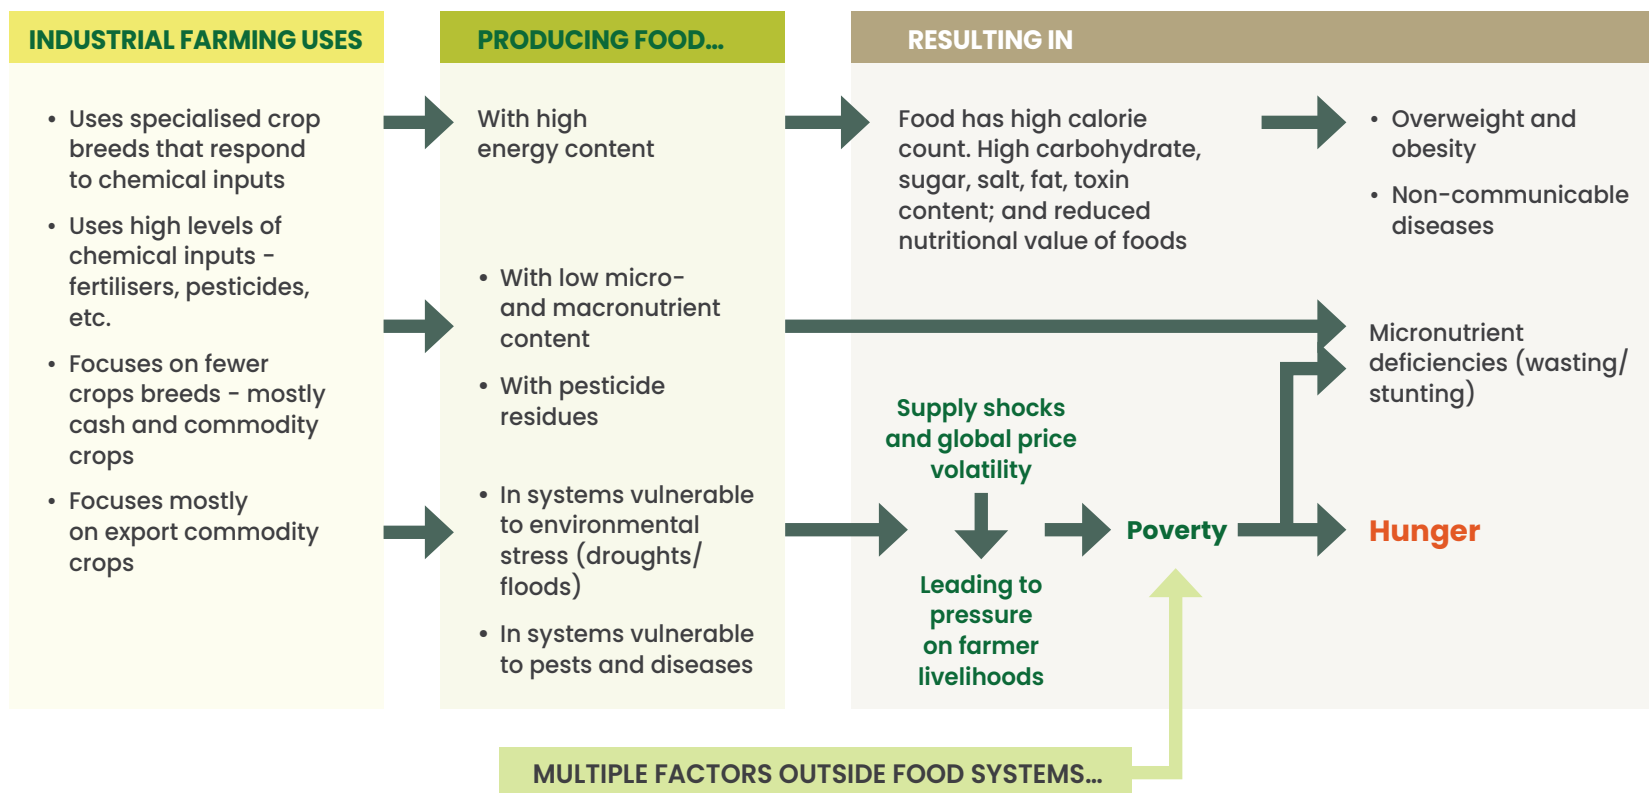 INDUSTRIAL FARMING USES
• Uses specialised crop
breeds that respond
to chemical inputs
• Uses high levels of
chemical inputs -
fertilisers, pesticides,
etc.
• Focuses on fewer
crops breeds - mostly
cash and commodity
crops
• Focuses mostly
on export commodity
crops
PRODUCING FOOD...
With high
energy content
• With low micro-
and macronutrient
content
• With pesticide
residues
• In systems vulnerable
to environmental
stress (droughts/
floods)
• In systems vulnerable
to pests and diseases
RESULTING IN
Food has high calorie
count. High carbohydrate,
sugar, salt, fat, toxin
content; and reduced
nutritional value of foods
• Overweight and
obesity
• Non-communicable
diseases
Micronutrient
deficiencies (wasting/
stunting)
Supply shocks
and global price
volatility
Leading to
pressure
on farmer
livelihoods
Poverty
Hunger
MULTIPLE FACTORS OUTSIDE FOOD SYSTEMS...